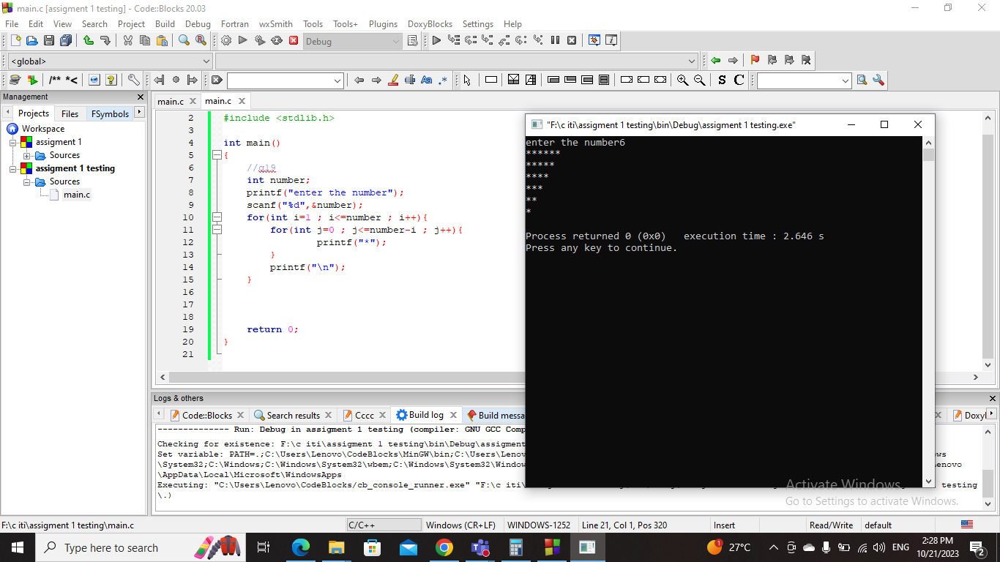 main.c [assigment 1 testing] - Code::Blocks 20.03
File Edit View Search Project Build Debug Fortran wxSmith Tools Tools+ Plugins DoxyBlocks Settings Help
Debug
<global>
/** *<
Aa .*
S C
Management
Projects Files FSymbols
Workspace
assigment 1
Sources
assigment 1 testing
Sources
main.c
main.c main.c
2 #include <stdlib.h>
3
4 int main()
5 {
6 //q19
7 int number;
8 printf("enter the number");
9 scanf("%d",&number);
10 for(int i=1 ; i<=number ; i++){
11 for(int j=0 ; j<=number-i ; j++){
12 printf("*");
13 }
14 printf("\n");
15 }
16
17
18
19 return 0;
20 }
21
"F:\c iti\assigment 1 testing\bin\Debug\assigment 1 testing.exe"
enter the number6
******
*****
****
***
**
*
Process returned 0 (0x0) execution time : 2.646 s
Press any key to continue.
Logs & others
Code::Blocks Search results Cccc Build log Build messa Doxyl
-------------- Run: Debug in assigment 1 testing (compiler: GNU GCC Comp
Checking for existence: F:\c iti\assigment 1 testing\bin\Debug\assigment
Set variable: PATH=.;C:\Users\Lenovo\CodeBlocks\MinGW\bin;C:\Users\Lenov ws
\System32;C:\Windows;C:\Windows\System32\wbem;C:\Windows\System32\Window Lenovo
\AppData\Local\Microsoft\WindowsApps
Executing: "C:\Users\Lenovo\CodeBlocks/cb_console_runner.exe" "F:\c iti\ testing
\.)
Activate Windows
Go to Settings to activate Windows.
F:\c iti\assigment 1 testing\main.c C/C++ Windows (CR+LF) WINDOWS-1252 Line 21, Col 1, Pos 320 Insert Read/Write default
Type here to search
1 27°C ENG 2:28 PM
10/21/2023 2